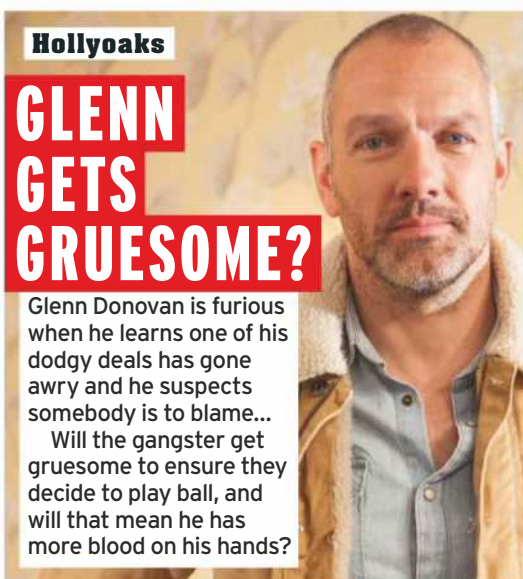 Hollyoaks
GLENN
GETS
GRUESOME?
Glenn Donovan is furious
when he learns one of his
dodgy deals has gone
awry and he suspects
somebody is to blame...
Will the gangster get
gruesome to ensure they
decide to play ball, and
will that mean he has
more blood on his hands?